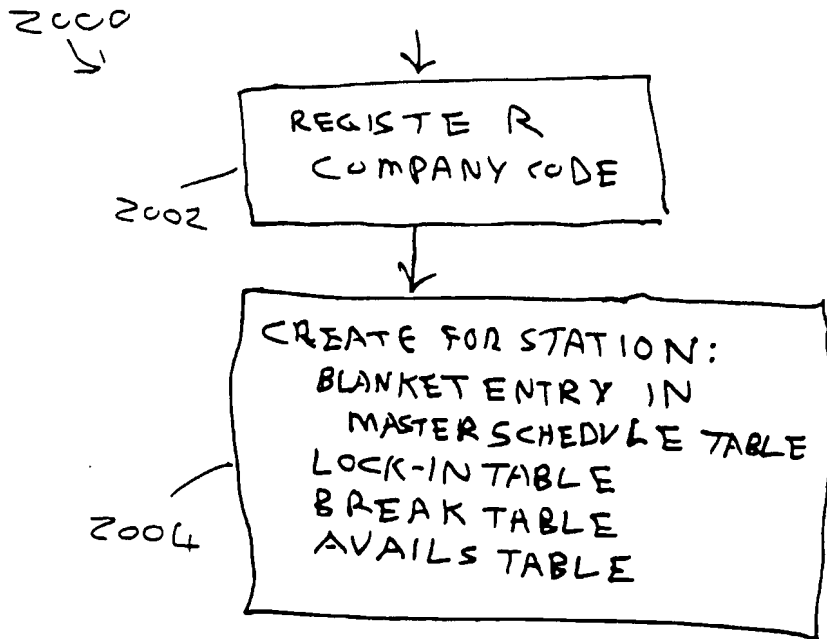 2000
REGISTER
COMPANY CODE
2002
CREATE FOR STATION:
BLANKET ENTRY IN
MASTER SCHEDULE TABLE
LOCK-IN TABLE
BREAK TABLE
AVAILS TABLE
2004